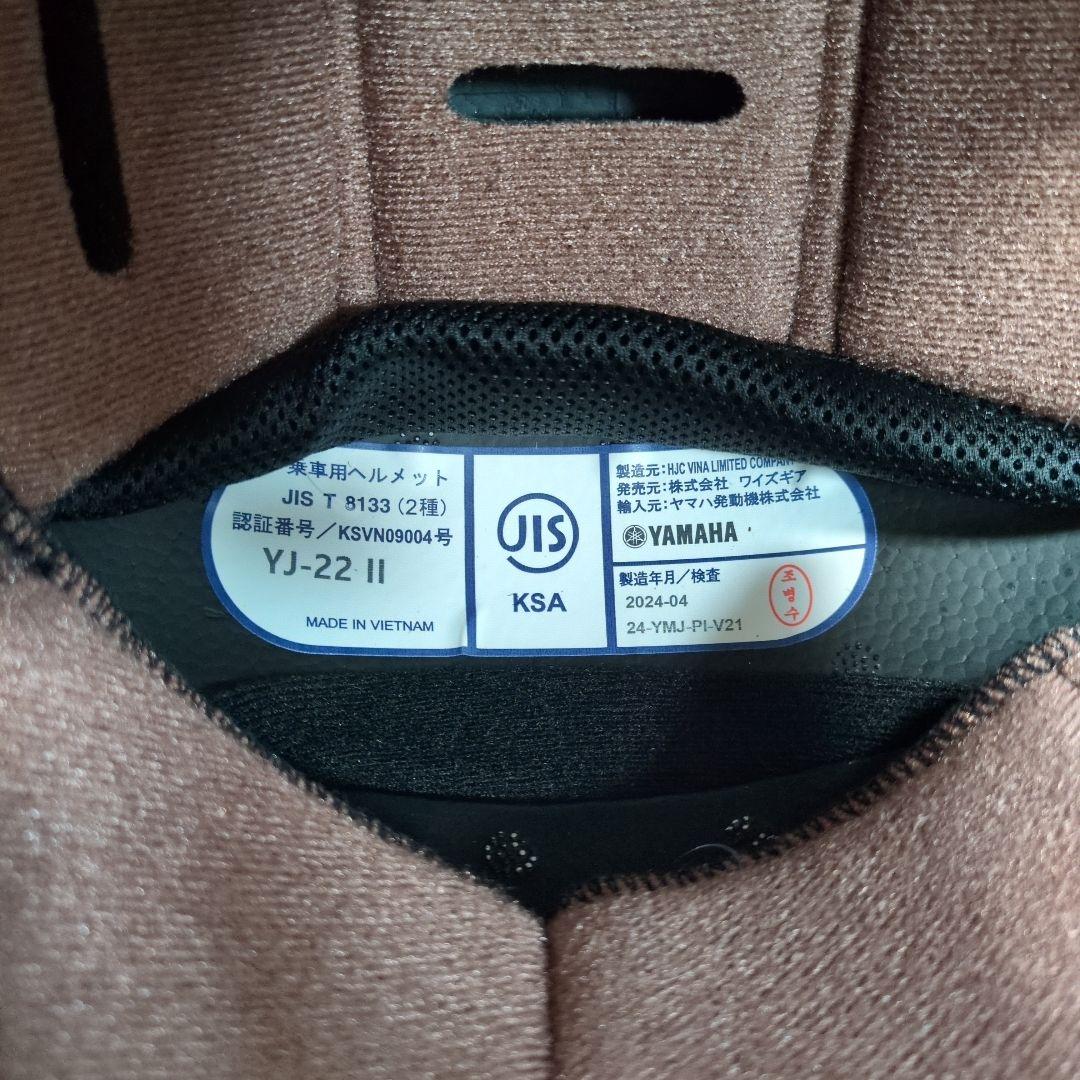 乗車用ヘルメット
JIS T 8133 (2種)
認証番号/KSVN09004号
YJ-22 II
MADE IN VIETNAM
JIS
KSA
製造元:HJC VINA LIMITED COMPANY
発売元:株式会社 ワイズギア
輸入元:ヤマハ発動機株式会社
YAMAHA
製造年月/検査
2024-04
24-YMJ-PI-V21
조병수